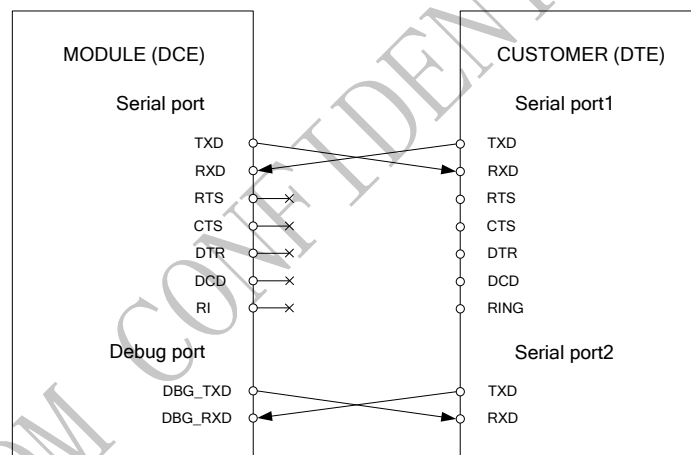 MODULE (DCE)
CUSTOMER (DTE)
Serial port
Serial port1
TXD
TXD
RXD
RXD
RTS
RTS
CTS
CTS
DTR
DTR
DCD
DCD
RI
RING
Debug port
Serial port2
DBG_TXD
TXD
DBG_RXD
RXD